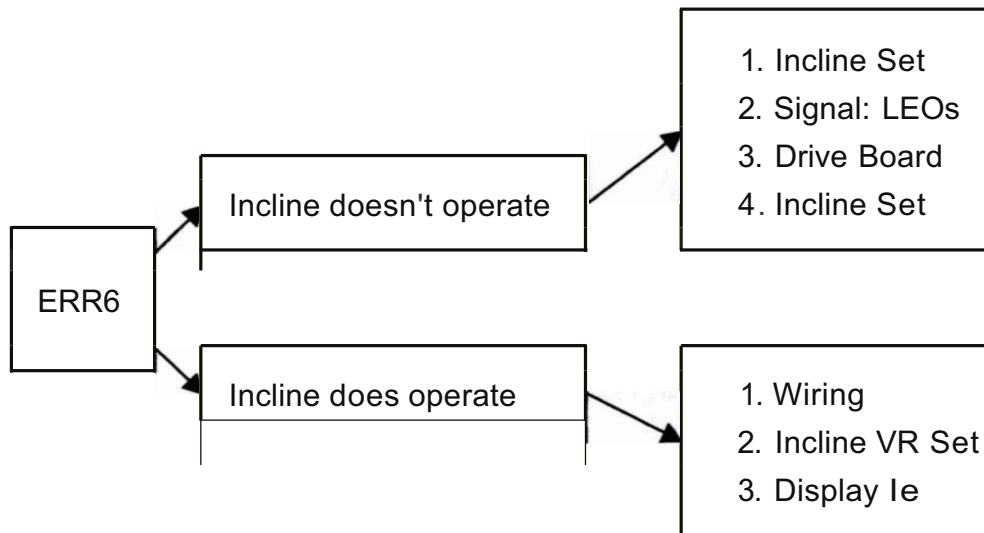 ERR6
Incline doesn't operate
1. Incline Set
2. Signal: LEOs
3. Drive Board
4. Incline Set
Incline does operate
1. Wiring
2. Incline VR Set
3. Display Ie